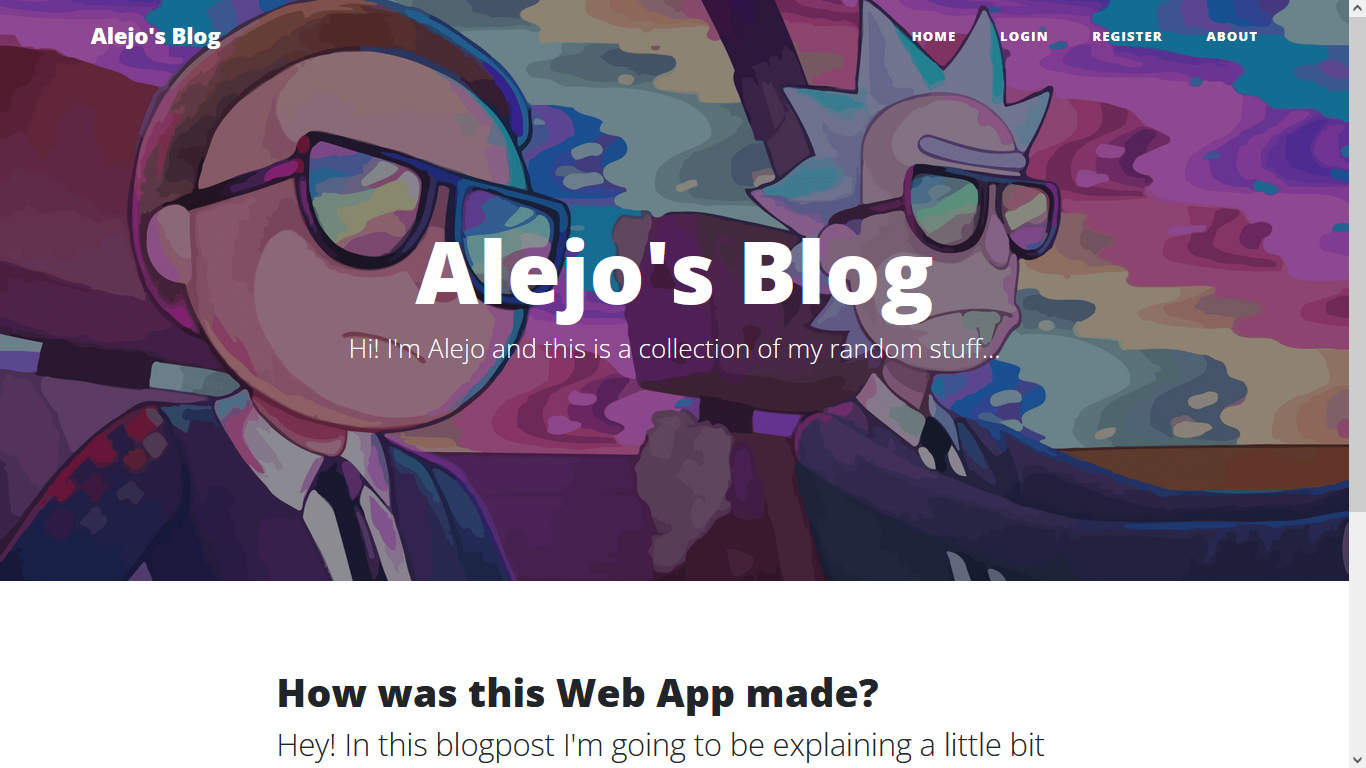 Alejo's Blog
HOME LOGIN REGISTER ABOUT
Alejo's Blog
Hi! I'm Alejo and this is a collection of my random stuff...
How was this Web App made?
Hey! In this blogpost I'm going to be explaining a little bit